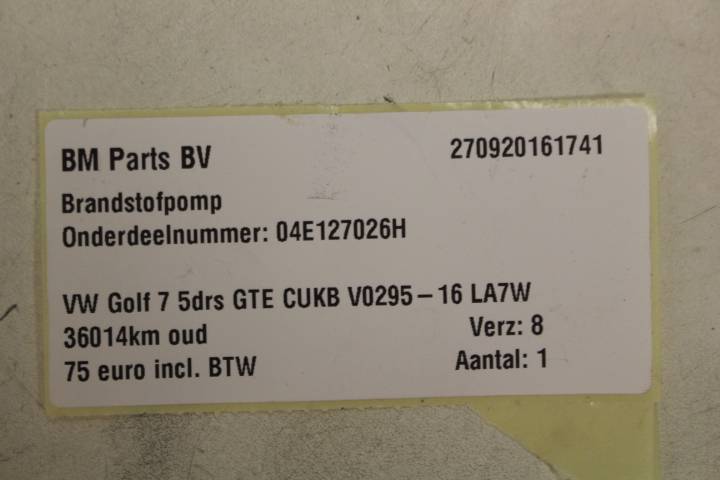 BM Parts BV 270920161741
Brandstofpomp
Onderdeelnummer: 04E127026H
VW Golf 7 5drs GTE CUKB V0295-16 LA7W
36014km oud Verz: 8
75 euro incl. BTW Aantal: 1